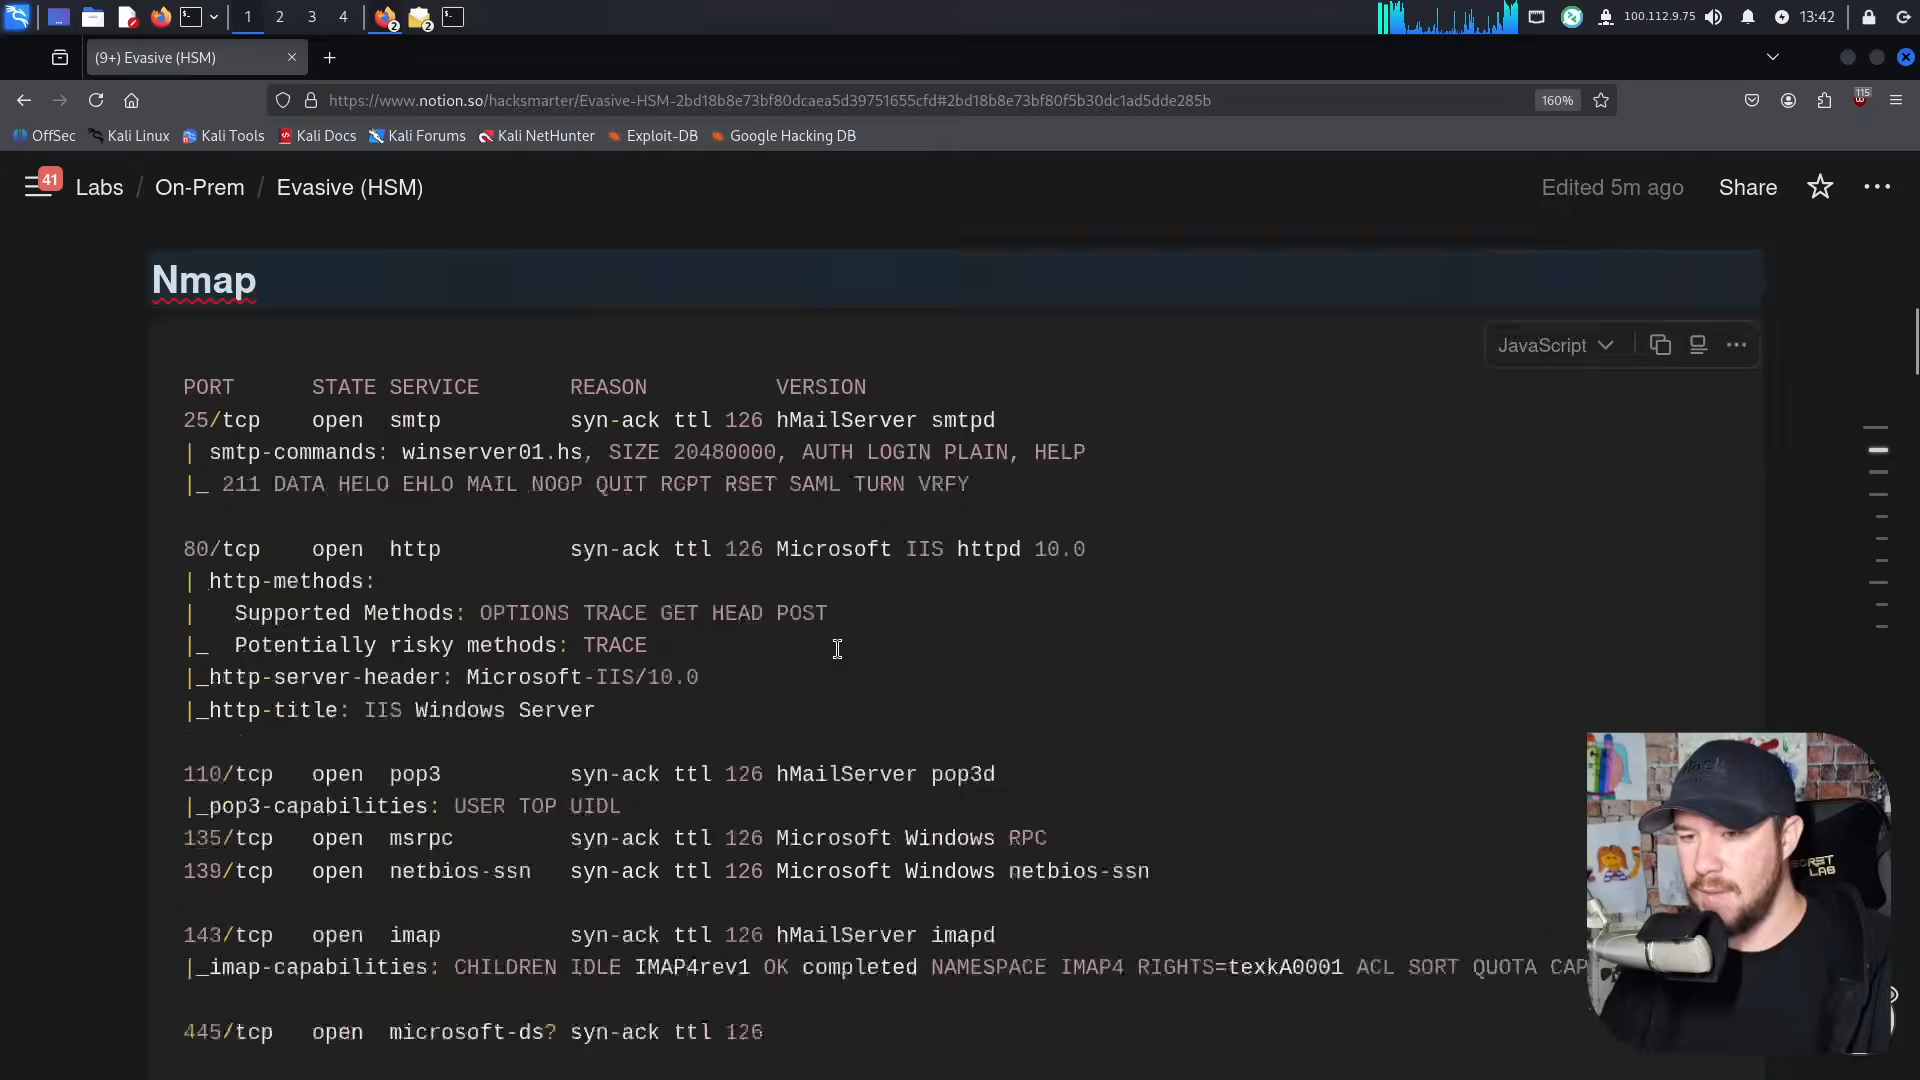 1 2 3 4 2 2 100.112.9.75 13:42
(9+) Evasive (HSM)
https://www.notion.so/hacksmarter/Evasive-HSM-2bd18b8e73bf80dcaea5d39751655cfd#2bd18b8e73bf80f5b30dc1ad5dde285b 160% 115
OffSec Kali Linux Kali Tools Kali Docs Kali Forums Kali NetHunter Exploit-DB Google Hacking DB
41 Labs / On-Prem / Evasive (HSM) Edited 5m ago Share
Nmap
JavaScript
PORT STATE SERVICE REASON VERSION
25/tcp open smtp syn-ack ttl 126 hMailServer smtpd
| smtp-commands: winserver01.hs, SIZE 20480000, AUTH LOGIN PLAIN, HELP
|_ 211 DATA HELO EHLO MAIL NOOP QUIT RCPT RSET SAML TURN VRFY
80/tcp open http syn-ack ttl 126 Microsoft IIS httpd 10.0
| http-methods:
|   Supported Methods: OPTIONS TRACE GET HEAD POST
|_  Potentially risky methods: TRACE
|_http-server-header: Microsoft-IIS/10.0
|_http-title: IIS Windows Server
110/tcp open pop3 syn-ack ttl 126 hMailServer pop3d
|_pop3-capabilities: USER TOP UIDL
135/tcp open msrpc syn-ack ttl 126 Microsoft Windows RPC
139/tcp open netbios-ssn syn-ack ttl 126 Microsoft Windows netbios-ssn
143/tcp open imap syn-ack ttl 126 hMailServer imapd
|_imap-capabilities: CHILDREN IDLE IMAP4rev1 OK completed NAMESPACE IMAP4 RIGHTS=texkA0001 ACL SORT QUOTA CAP
445/tcp open microsoft-ds? syn-ack ttl 126
SECRET
LAB